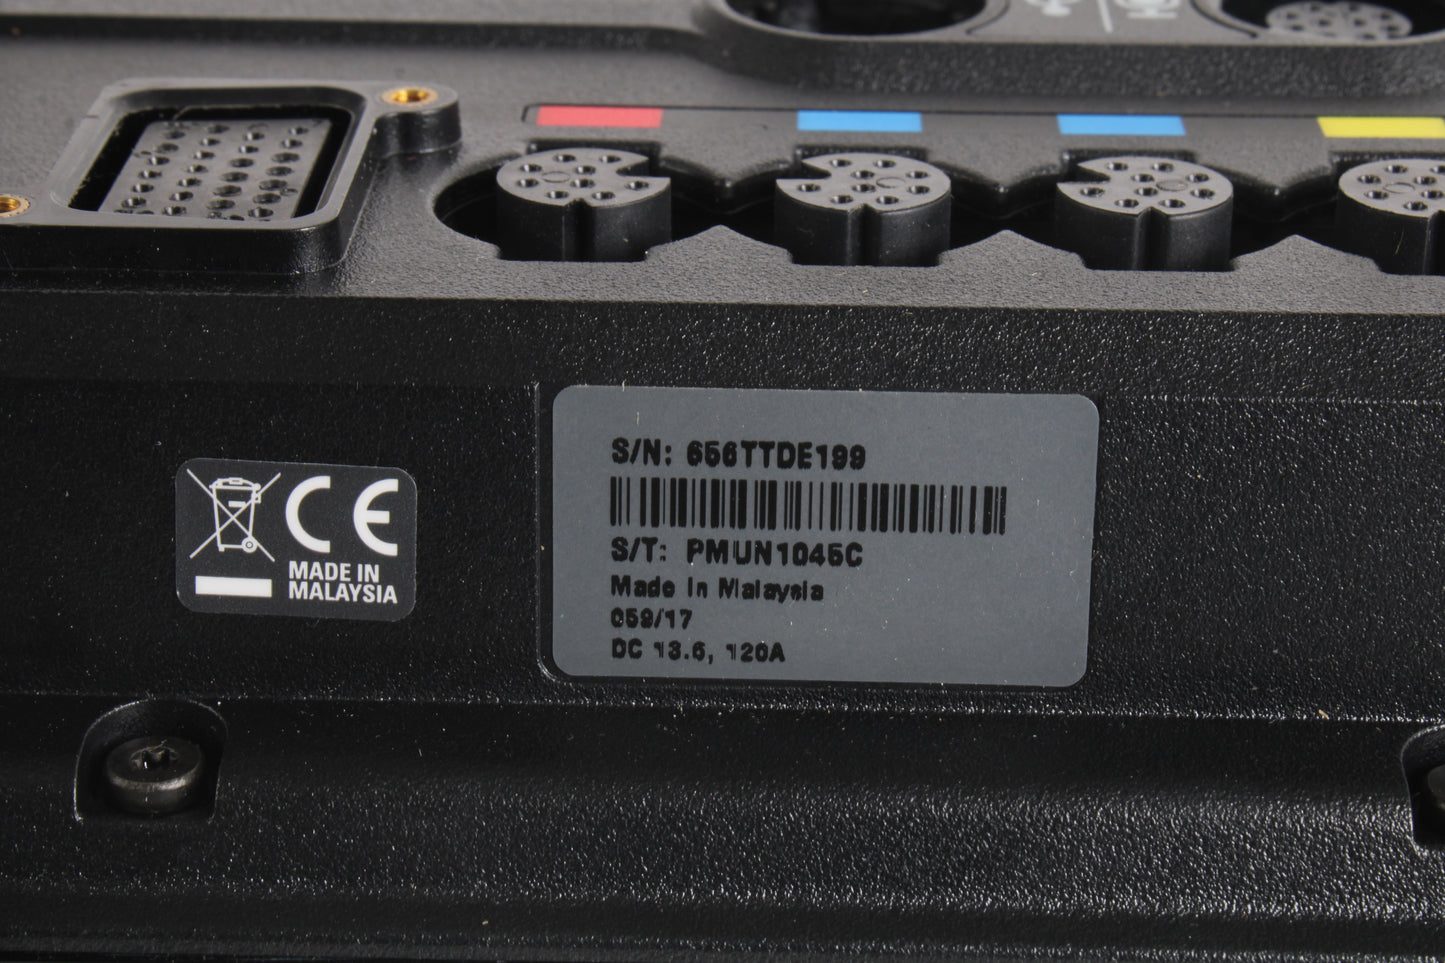 S/N: 656TTDE199
S/T: PMUN1045C
Made In Malaysia
059/17
DC 13.6, 120A
CE
MADE IN
MALAYSIA